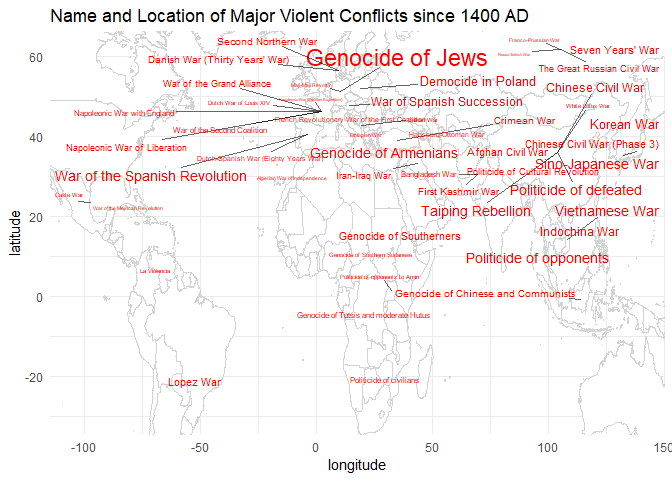 Name and Location of Major Violent Conflicts since 1400 AD
Second Northern War
Franco-Prussian War
Genocide of Jews
Seven Years' War
Danish War (Thirty Years' War)
The Great Russian Civil War
War of the Grand Alliance
Democide in Poland
Chinese Civil War
Dutch War of Louis XIV
War of Spanish Succession
Napoleonic War with England
French Revolutionary War of the First Coalition
Crimean War
Korean War
War of the Second Coalition
Napoleonic War of Liberation
Chinese Civil War (Phase 3)
Genocide of Armenians
Afghan Civil War
Dutch-Spanish War (Eighty Years War)
Sino-Japanese War
War of the Spanish Revolution
Algerian War of Independence
Iran-Iraq War
Bangladesh War
Politicide of Cultural Revolution
First Kashmir War
Politicide of defeated
Caste War
War of the Mexican Revolution
Taiping Rebellion
Vietnamese War
Indochina War
Genocide of Southerners
Genocide of Southern Sudanese
Politicide of opponents
La Violencia
Politicide of opponents to Amin
Genocide of Chinese and Communists
Genocide of Tutsis and moderate Hutus
Lopez War
Politicide of civilians
60
40
20
0
-20
latitude
-100 -50 0 50 100 150
longitude